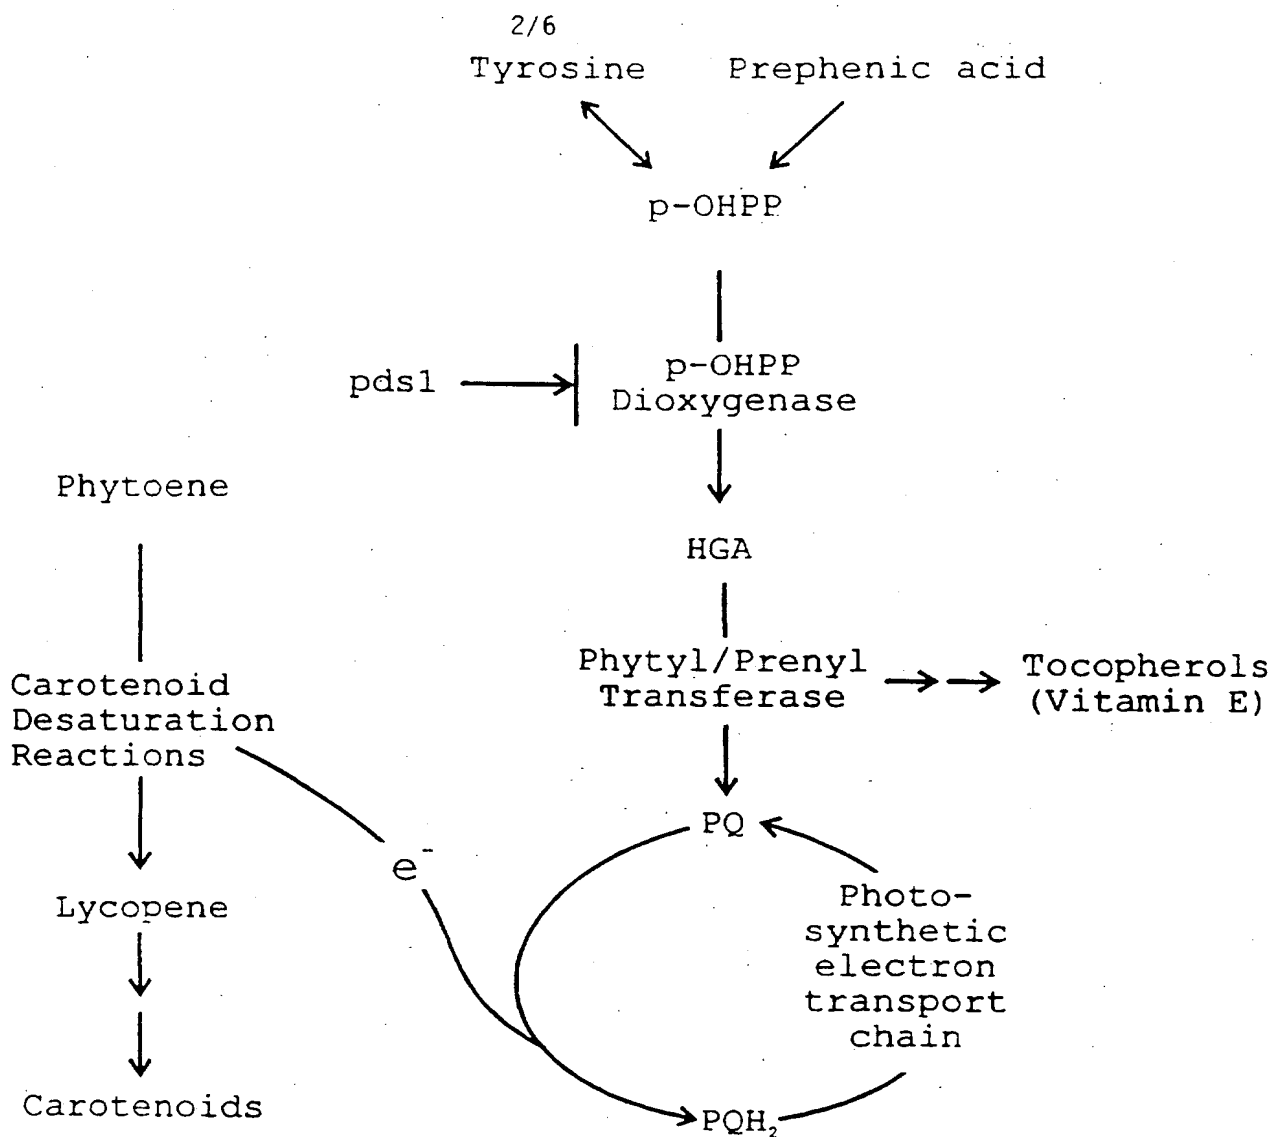 2/6
Tyrosine
Prephenic acid
p-OHPP
pds1
p-OHPP
Dioxygenase
Phytoene
HGA
Phytyl/Prenyl
Transferase
Tocopherols
(Vitamin E)
Carotenoid
Desaturation
Reactions
PQ
e⁻
Lycopene
Photo-
synthetic
electron
transport
chain
Carotenoids
PQH₂